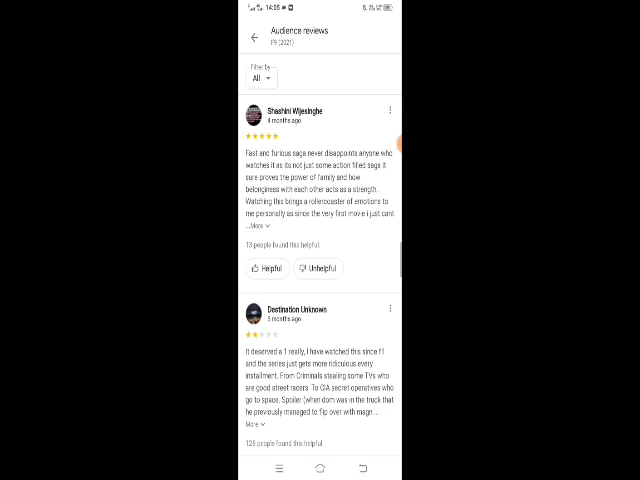 14:05
Audience reviews
F9 (2021)
Filter by
All
Shashini Wijesinghe
4 months ago
Fast and furious saga never disappoints anyone who
watches it as its not just some action filled saga it
sure proves the power of family and how
belonginess with each other acts as a strength.
Watching this brings a rollercoaster of emotions to
me personally as since the very first movie i just cant
...More
13 people found this helpful.
Helpful
Unhelpful
Destination Unknown
5 months ago
It deserved a 1 really, I have watched this since f1
and the series just gets more ridiculous every
installment. From Criminals stealing some TVs who
are good street racers. To CIA secret operatives who
go to space. Spoiler (when dom was in the truck that
he previously managed to flip over with magn...
More
128 people found this helpful